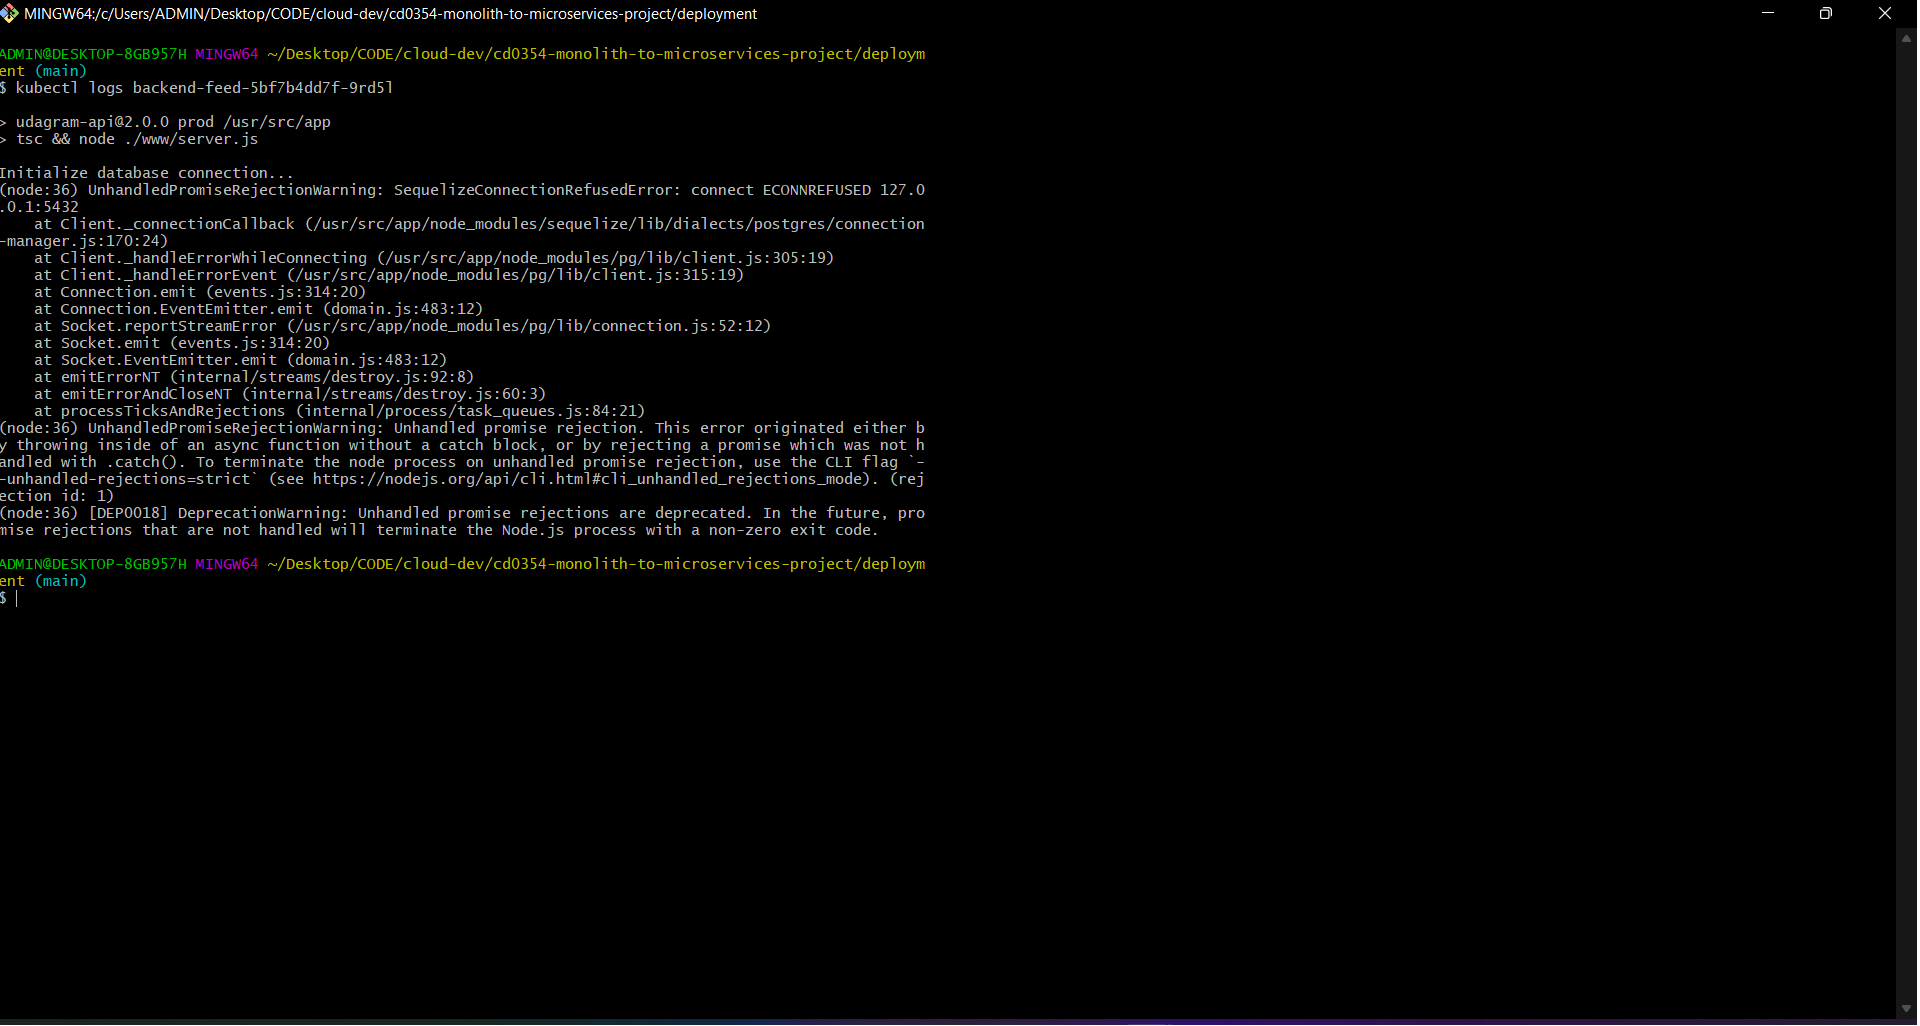 MINGW64:/c/Users/ADMIN/Desktop/CODE/cloud-dev/cd0354-monolith-to-microservices-project/deployment
ADMIN@DESKTOP-8GB957H MINGW64 ~/Desktop/CODE/cloud-dev/cd0354-monolith-to-microservices-project/deploym
ent (main)
$ kubectl logs backend-feed-5bf7b4dd7f-9rd5l
> udagram-api@2.0.0 prod /usr/src/app
> tsc && node ./www/server.js
Initialize database connection...
(node:36) UnhandledPromiseRejectionWarning: SequelizeConnectionRefusedError: connect ECONNREFUSED 127.0
.0.1:5432
    at Client._connectionCallback (/usr/src/app/node_modules/sequelize/lib/dialects/postgres/connection
-manager.js:170:24)
    at Client._handleErrorWhileConnecting (/usr/src/app/node_modules/pg/lib/client.js:305:19)
    at Client._handleErrorEvent (/usr/src/app/node_modules/pg/lib/client.js:315:19)
    at Connection.emit (events.js:314:20)
    at Connection.EventEmitter.emit (domain.js:483:12)
    at Socket.reportStreamError (/usr/src/app/node_modules/pg/lib/connection.js:52:12)
    at Socket.emit (events.js:314:20)
    at Socket.EventEmitter.emit (domain.js:483:12)
    at emitErrorNT (internal/streams/destroy.js:92:8)
    at emitErrorAndCloseNT (internal/streams/destroy.js:60:3)
    at processTicksAndRejections (internal/process/task_queues.js:84:21)
(node:36) UnhandledPromiseRejectionWarning: Unhandled promise rejection. This error originated either b
y throwing inside of an async function without a catch block, or by rejecting a promise which was not h
andled with .catch(). To terminate the node process on unhandled promise rejection, use the CLI flag `-
-unhandled-rejections=strict` (see https://nodejs.org/api/cli.html#cli_unhandled_rejections_mode). (rej
ection id: 1)
(node:36) [DEP0018] DeprecationWarning: Unhandled promise rejections are deprecated. In the future, pro
mise rejections that are not handled will terminate the Node.js process with a non-zero exit code.
ADMIN@DESKTOP-8GB957H MINGW64 ~/Desktop/CODE/cloud-dev/cd0354-monolith-to-microservices-project/deploym
ent (main)
$